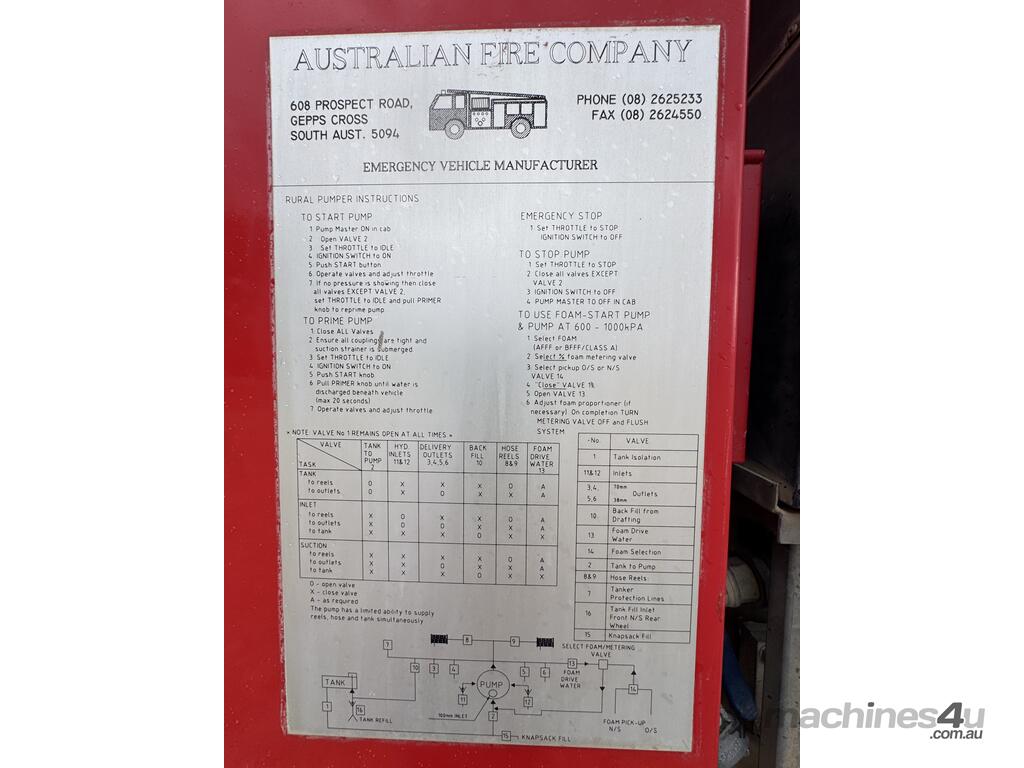 AUSTRALIAN FIRE COMPANY
608 PROSPECT ROAD,
GEPPS CROSS
SOUTH AUST. 5094
PHONE (08) 2625233
FAX (08) 2624550
EMERGENCY VEHICLE MANUFACTURER
RURAL PUMPER INSTRUCTIONS
TO START PUMP
1 Pump Master ON in cab
2 Open VALVE 2
3 Set THROTTLE to IDLE
4 IGNITION SWITCH to ON
5 Push START button
6 Operate valves and adjust throttle
7 If no pressure is showing then close
all valves EXCEPT VALVE 2,
set THROTTLE to IDLE and pull PRIMER
knob to reprime pump
TO PRIME PUMP
1 Close ALL Valves
2 Ensure all couplings are tight and
suction strainer is submerged
3 Set THROTTLE to IDLE
4 IGNITION SWITCH to ON
5 Push START knob
6 Pull PRIMER knob until water is
discharged beneath vehicle
(max 20 seconds)
7 Operate valves and adjust throttle
EMERGENCY STOP
1 Set THROTTLE to STOP
IGNITION SWITCH to OFF
TO STOP PUMP
1 Set THROTTLE to STOP
2 Close all valves EXCEPT
VALVE 2
3 IGNITION SWITCH to OFF
4 PUMP MASTER TO OFF IN CAB
TO USE FOAM-START PUMP
& PUMP AT 600 - 1000kPA
1 Select FOAM
(AFFF or BFFF/CLASS A)
2 Select % foam metering valve
3 Select pickup O/S or N/S
VALVE 14
4 "Close" VALVE
5 Open VALVE 13
6 Adjust foam proportioner (if
necessary) On completion TURN
METERING VALVE OFF and FLUSH
SYSTEM
* NOTE VALVE No 1 REMAINS OPEN AT ALL TIMES *
VALVE TASK TANK TO PUMP 2 HYD. INLETS 11&12 DELIVERY OUTLETS 3,4,5,6 BACK FILL 10 HOSE REELS 8&9 FOAM DRIVE WATER 13
TANK
to reels O X X X O A
to outlets O X O X X A
INLET
to reels X O X X O A
to outlets X O O X X A
to tank X O X O X X
SUCTION
to reels X X X X O A
to outlets X X O X X A
to tank X X X O X X
O - open valve
X - close valve
A - as required
The pump has a limited ability to supply
reels, hose and tank simultaneously
-No. VALVE
1 Tank Isolation
11&12 Inlets
3,4, 70mm
5,6 38mm Outlets
10 Back Fill from
Drafting
13 Foam Drive
Water
14 Foam Selection
2 Tank to Pump
8&9 Hose Reels
7 Tanker
Protection Lines
16 Tank Fill Inlet
Front N/S Rear
Wheel
15 Knapsack Fill
7 8 9
SELECT FOAM/METERING
VALVE
10 3 4 5 6 13
FOAM
DRIVE
WATER
TANK
PUMP
11 12 14
1 16 TANK REFILL
100mm INLET
2
FOAM PICK-UP
N/S O/S
15 KNAPSACK FILL
machines4u
.com.au